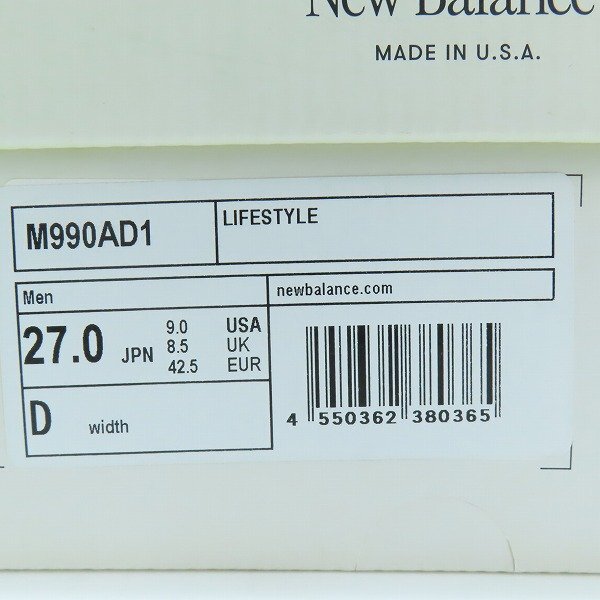 New Balance
MADE IN U.S.A.
M990AD1
LIFESTYLE
Men
newbalance.com
27.0 JPN
9.0 USA
8.5 UK
42.5 EUR
D width
4 550362 380365